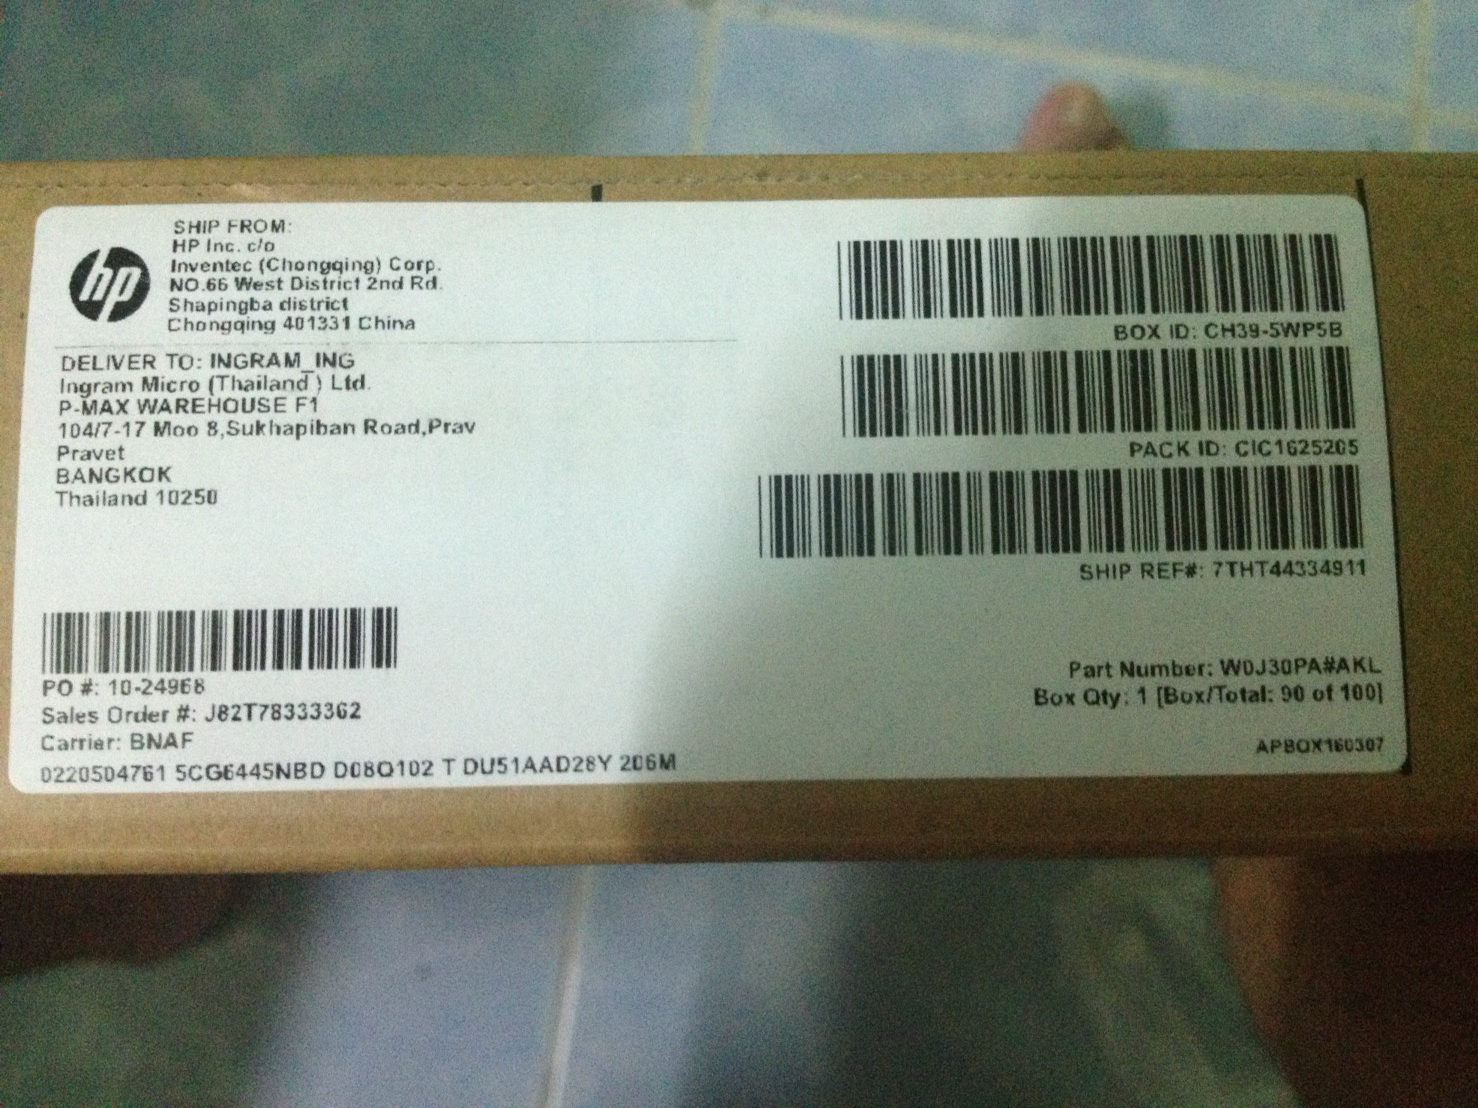 hp
SHIP FROM:
HP Inc. c/o
Inventec (Chongqing) Corp.
NO.66 West District 2nd Rd.
Shapingba district
Chongqing 401331 China
DELIVER TO: INGRAM_ING
Ingram Micro (Thailand ) Ltd.
P-MAX WAREHOUSE F1
104/7-17 Moo 8,Sukhapiban Road,Prav
Pravet
BANGKOK
Thailand 10250
BOX ID: CH39-5WP5B
PACK ID: CIC1625205
SHIP REF#: 7THT44334911
PO #: 10-24968
Sales Order #: J82T78333362
Carrier: BNAF
0220504761 5CG6445NBD D08Q102 T DU51AAD28Y 206M
Part Number: W0J30PA#AKL
Box Qty: 1 [Box/Total: 90 of 100]
APBOX160307